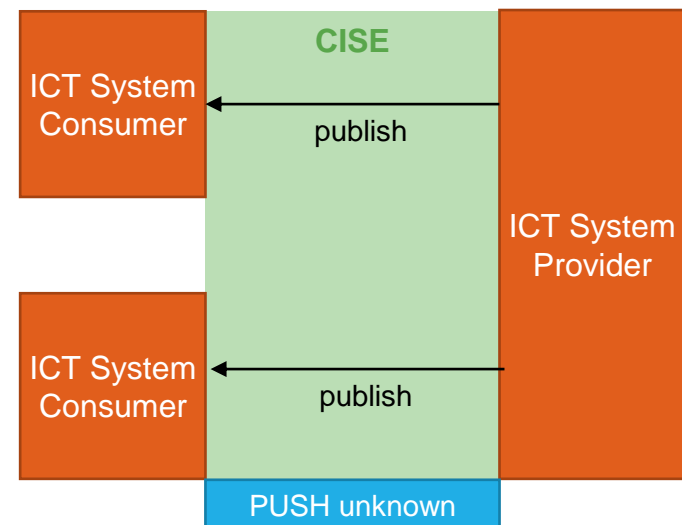 CISE
ICT System
Consumer
publish
ICT System
Provider
ICT System
Consumer
publish
PUSH unknown